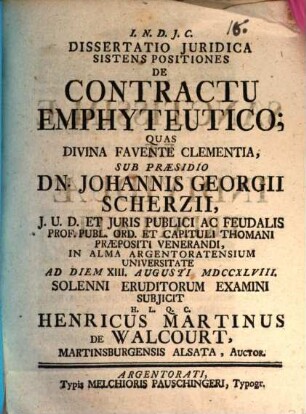 I. N. D. J. C.
16.
DISSERTATIO JURIDICA
SISTENS POSITIONES
DE
CONTRACTU
EMPHYTEUTICO;
QUAS
DIVINA FAVENTE CLEMENTIA,
SUB PRÆSIDIO
DN. JOHANNIS GEORGII
SCHERZII,
J. U. D. ET JURIS PUBLICI AC FEUDALIS
PROF. PUBL. ORD. ET CAPITULI THOMANI
PRÆPOSITI VENERANDI,
IN ALMA ARGENTORATENSIUM
UNIVERSITATE
AD DIEM XIII. AUGUSTI MDCCXLVIII.
SOLENNI ERUDITORUM EXAMINI
SUBJICIT
H. L. Q. C.
HENRICUS MARTINUS
DE WALCOURT,
MARTINSBURGENSIS ALSATA, AUCTOR.
ARGENTORATI,
Typis MELCHIORIS PAUSCHINGERI, Typogr.